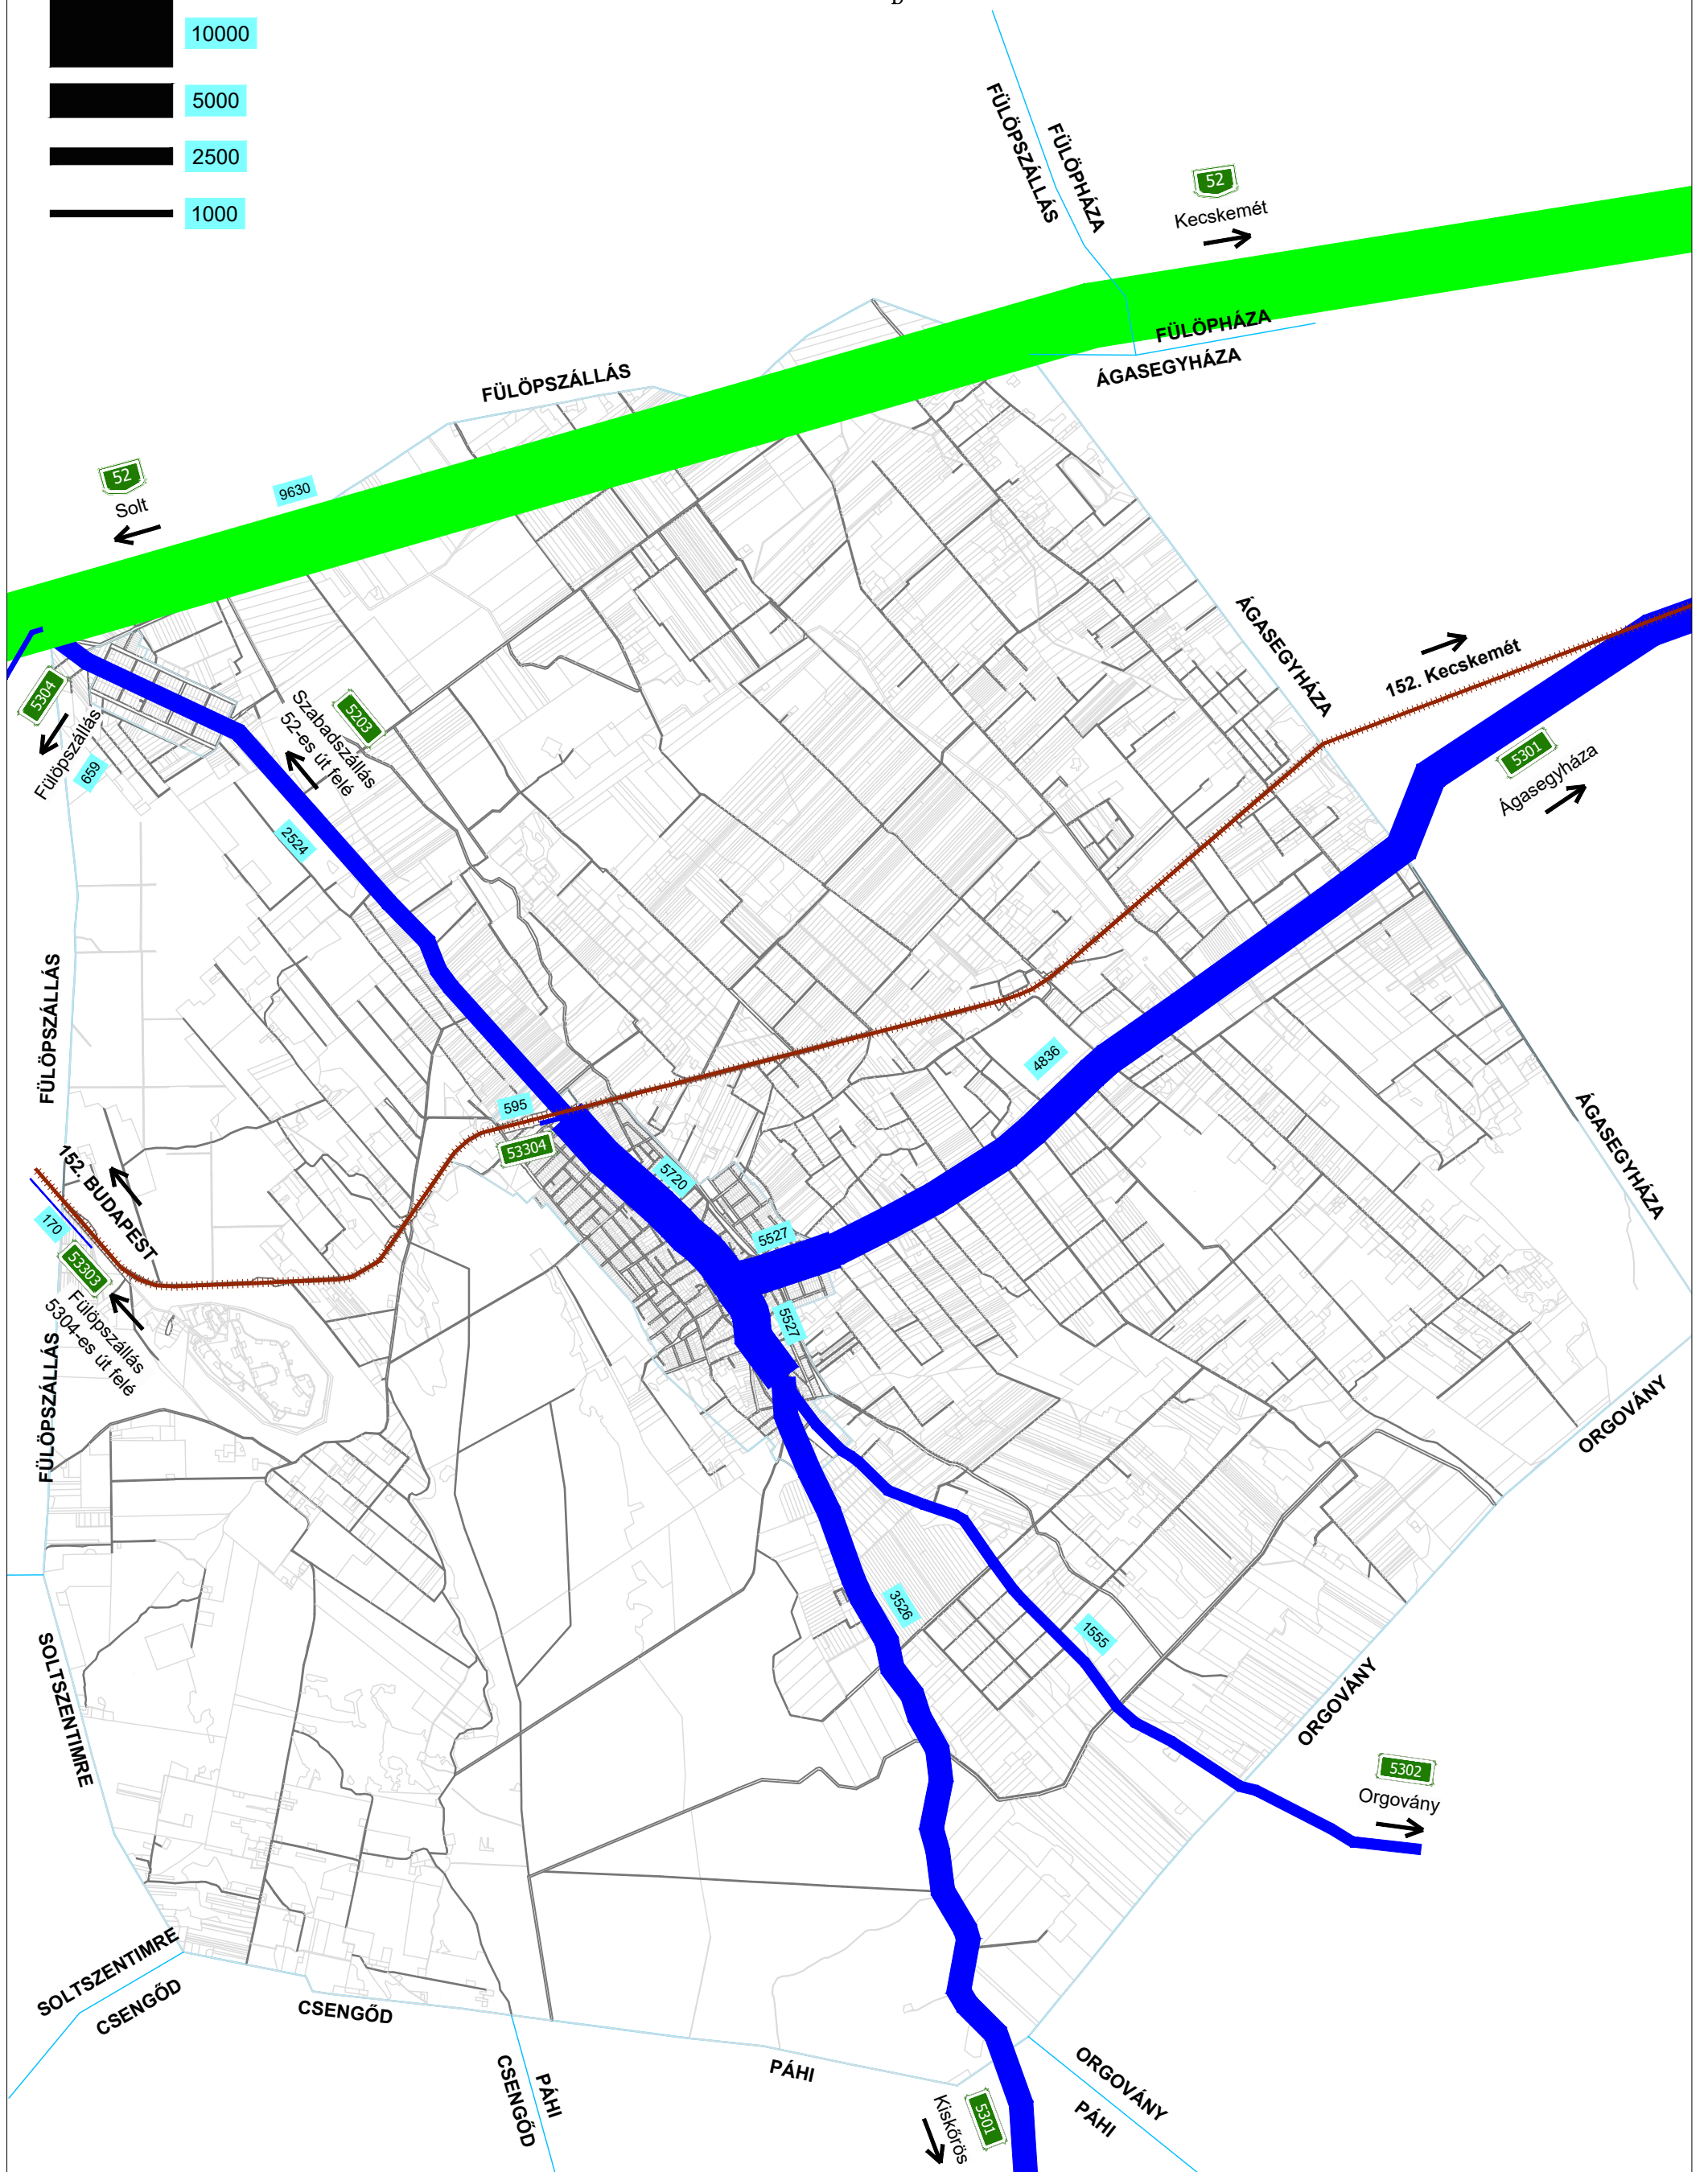 10000
5000
2500
1000
FÜLÖPSZÁLLÁS
FÜLÖPHÁZA
52
Kecskemét
FÜLÖPHÁZA
ÁGASEGYHÁZA
FÜLÖPSZÁLLÁS
52
Solt
9630
ÁGASEGYHÁZA
152. Kecskemét
5304
Fülöpszállás
659
5203
Szabadszállás
52-es út felé
2524
5301
Ágasegyháza
FÜLÖPSZÁLLÁS
4836
595
53304
5720
5527
5527
ÁGASEGYHÁZA
152. BUDAPEST
170
53303
Fülöpszállás
5304-es út felé
FÜLÖPSZÁLLÁS
ORGOVÁNY
3526
1555
SOLTSZENTIMRE
ORGOVÁNY
5302
Orgovány
SOLTSZENTIMRE
CSENGŐD
CSENGŐD
CSENGŐD
PÁHI
PÁHI
ORGOVÁNY
PÁHI
Kiskőrös
5301